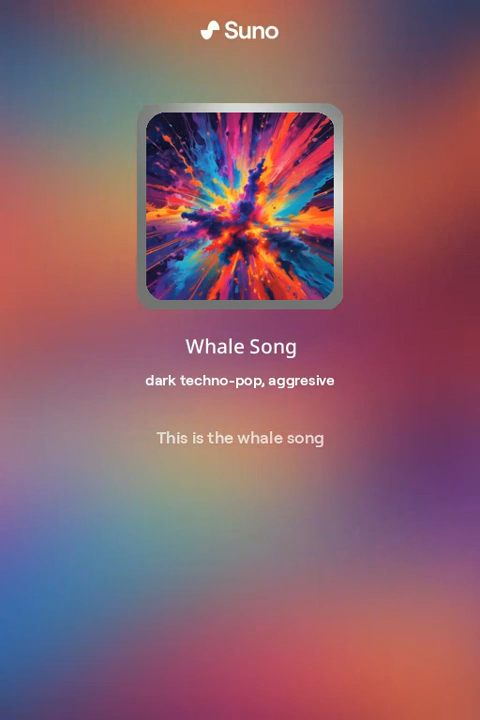 Suno
Whale Song
dark techno-pop, aggresive
This is the whale song